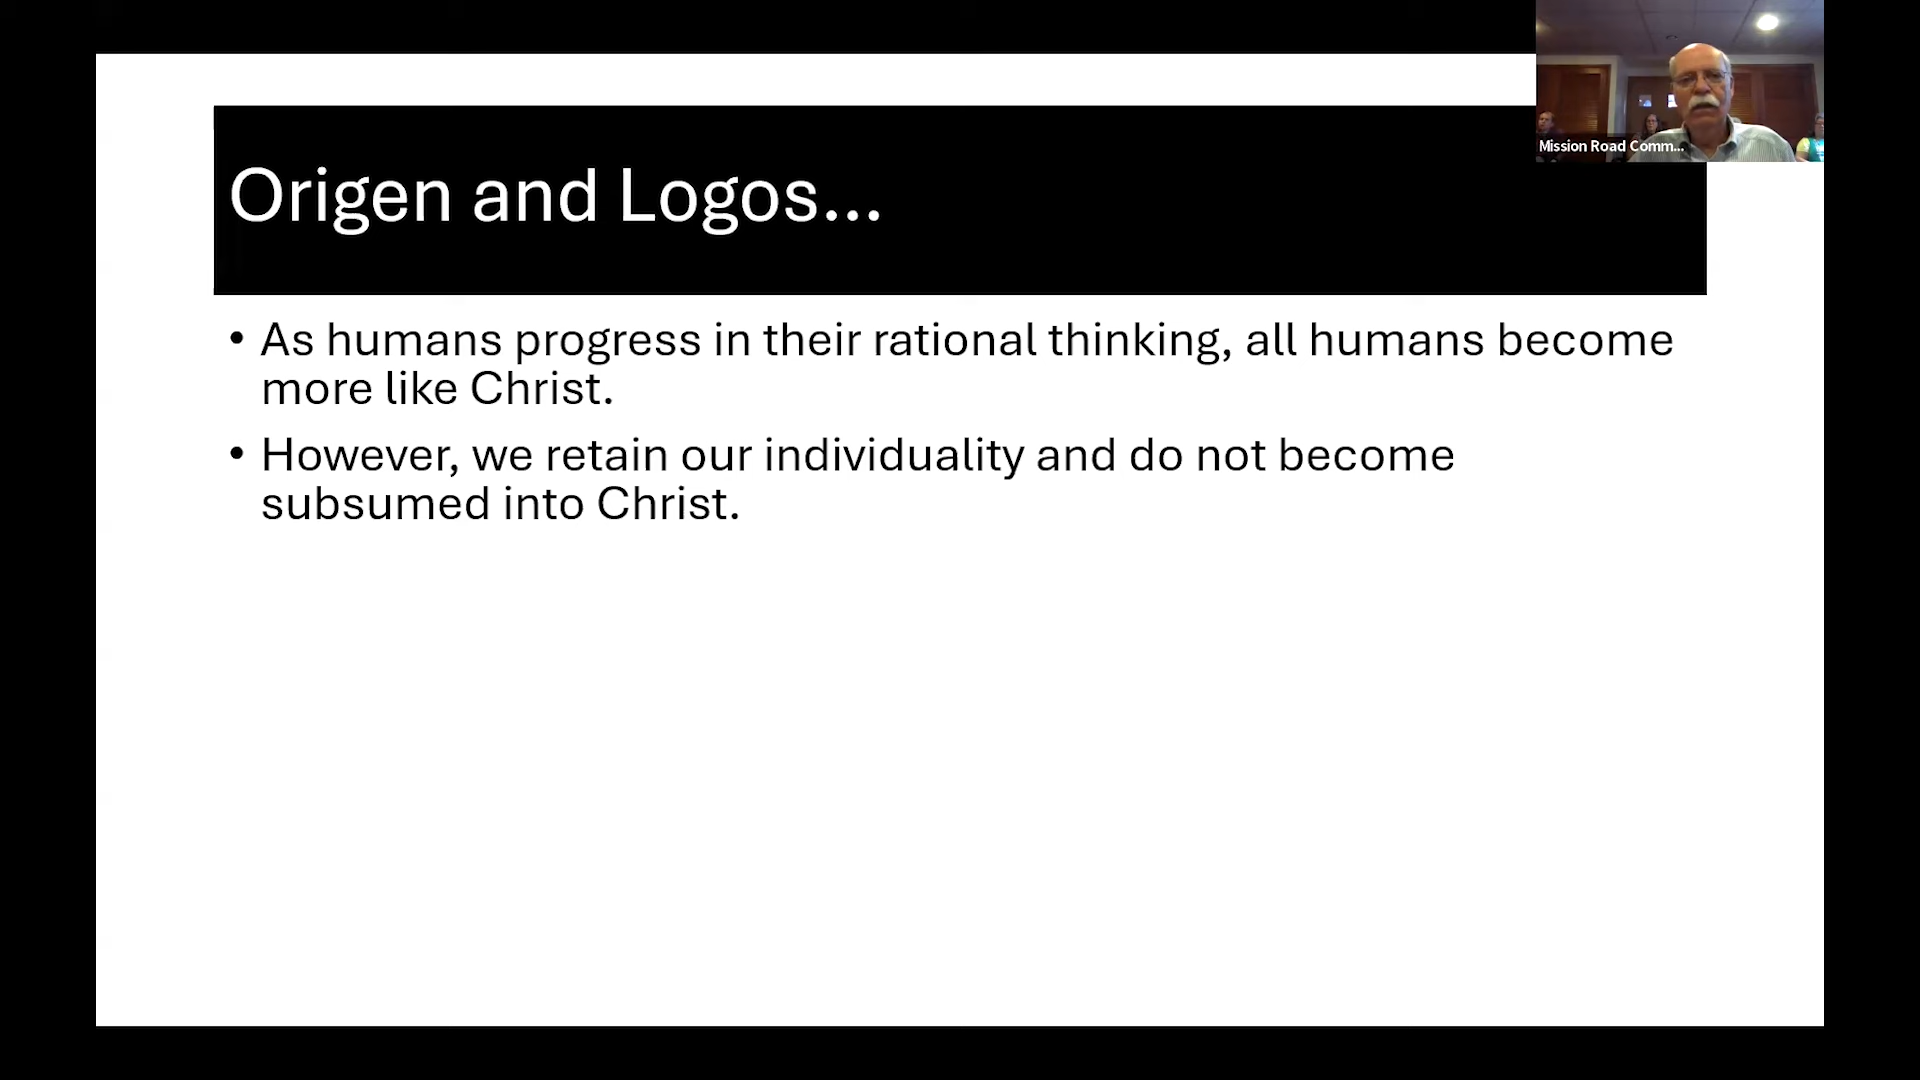 Mission Road Comm...
Origen and Logos...
• As humans progress in their rational thinking, all humans become
more like Christ.
• However, we retain our individuality and do not become
subsumed into Christ.